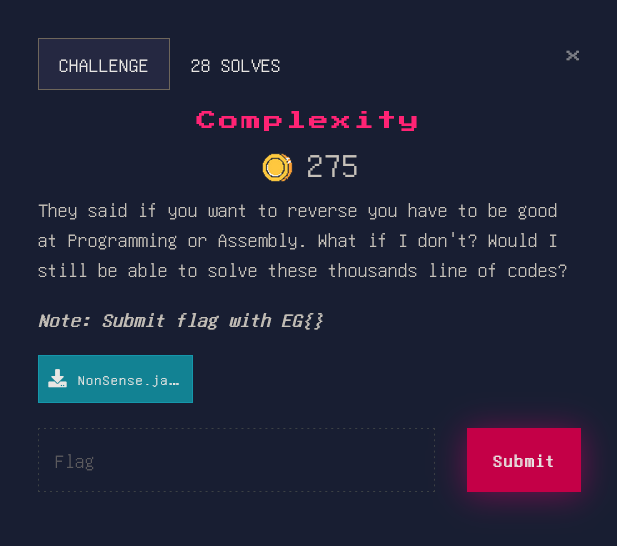 CHALLENGE 28 SOLVES ×
Complexity
275
They said if you want to reverse you have to be good
at Programming or Assembly. What if I don't? Would I
still be able to solve these thousands line of codes?
Note: Submit flag with EG{}
NonSense.ja…
Flag Submit